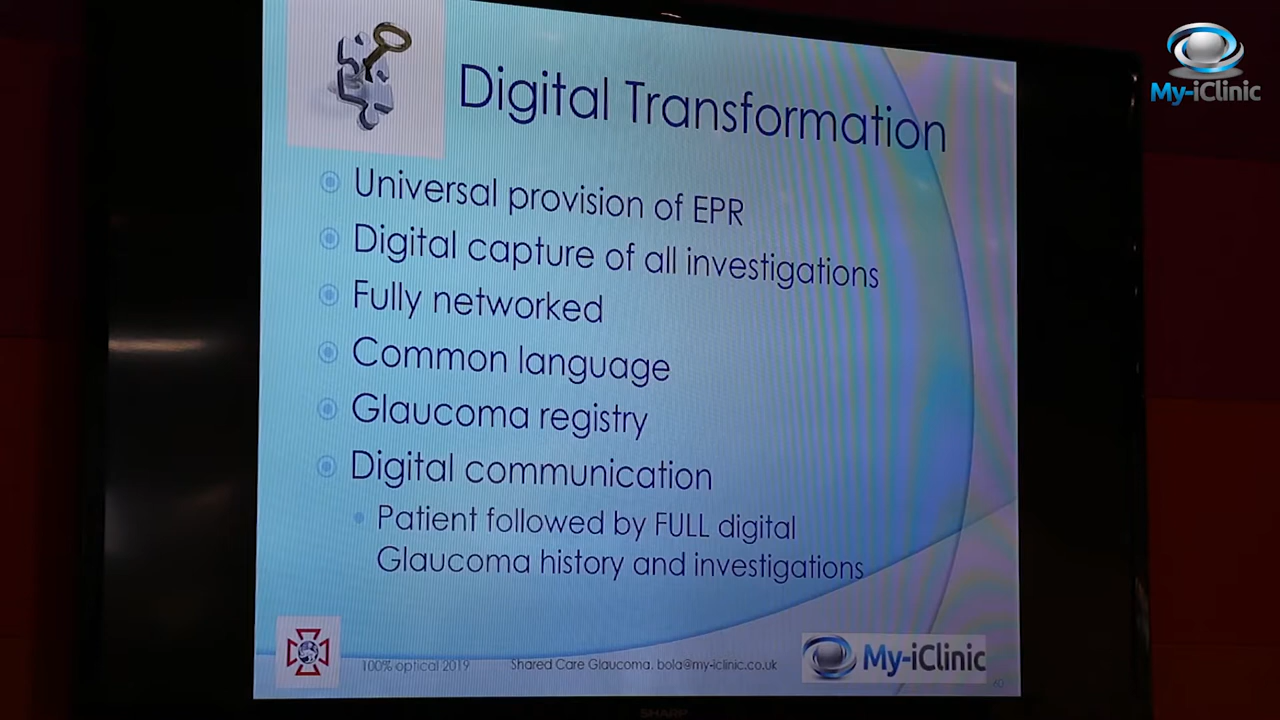 My-iClinic
Digital Transformation
Universal provision of EPR
Digital capture of all investigations
Fully networked
Common language
Glaucoma registry
Digital communication
Patient followed by FULL digital
Glaucoma history and investigations
100% optical 2019
Shared Care Glaucoma. bola@my-iclinic.co.uk
My-iClinic
SHARP